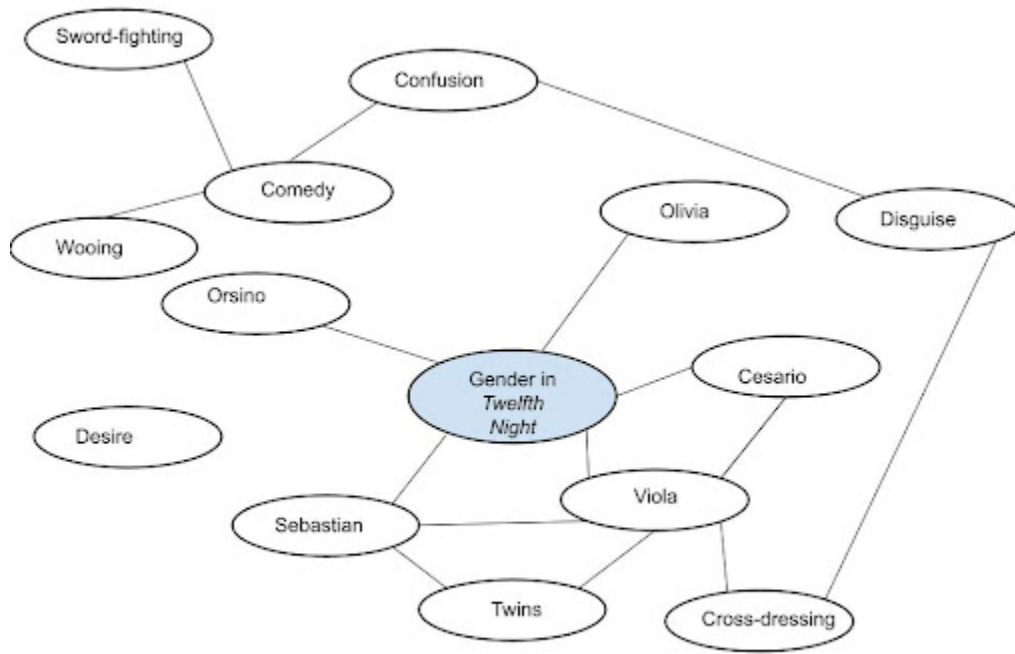 Sword-fighting
Confusion
Comedy
Olivia
Disguise
Wooing
Orsino
Gender in
Twelfth
Night
Cesario
Desire
Viola
Sebastian
Twins
Cross-dressing